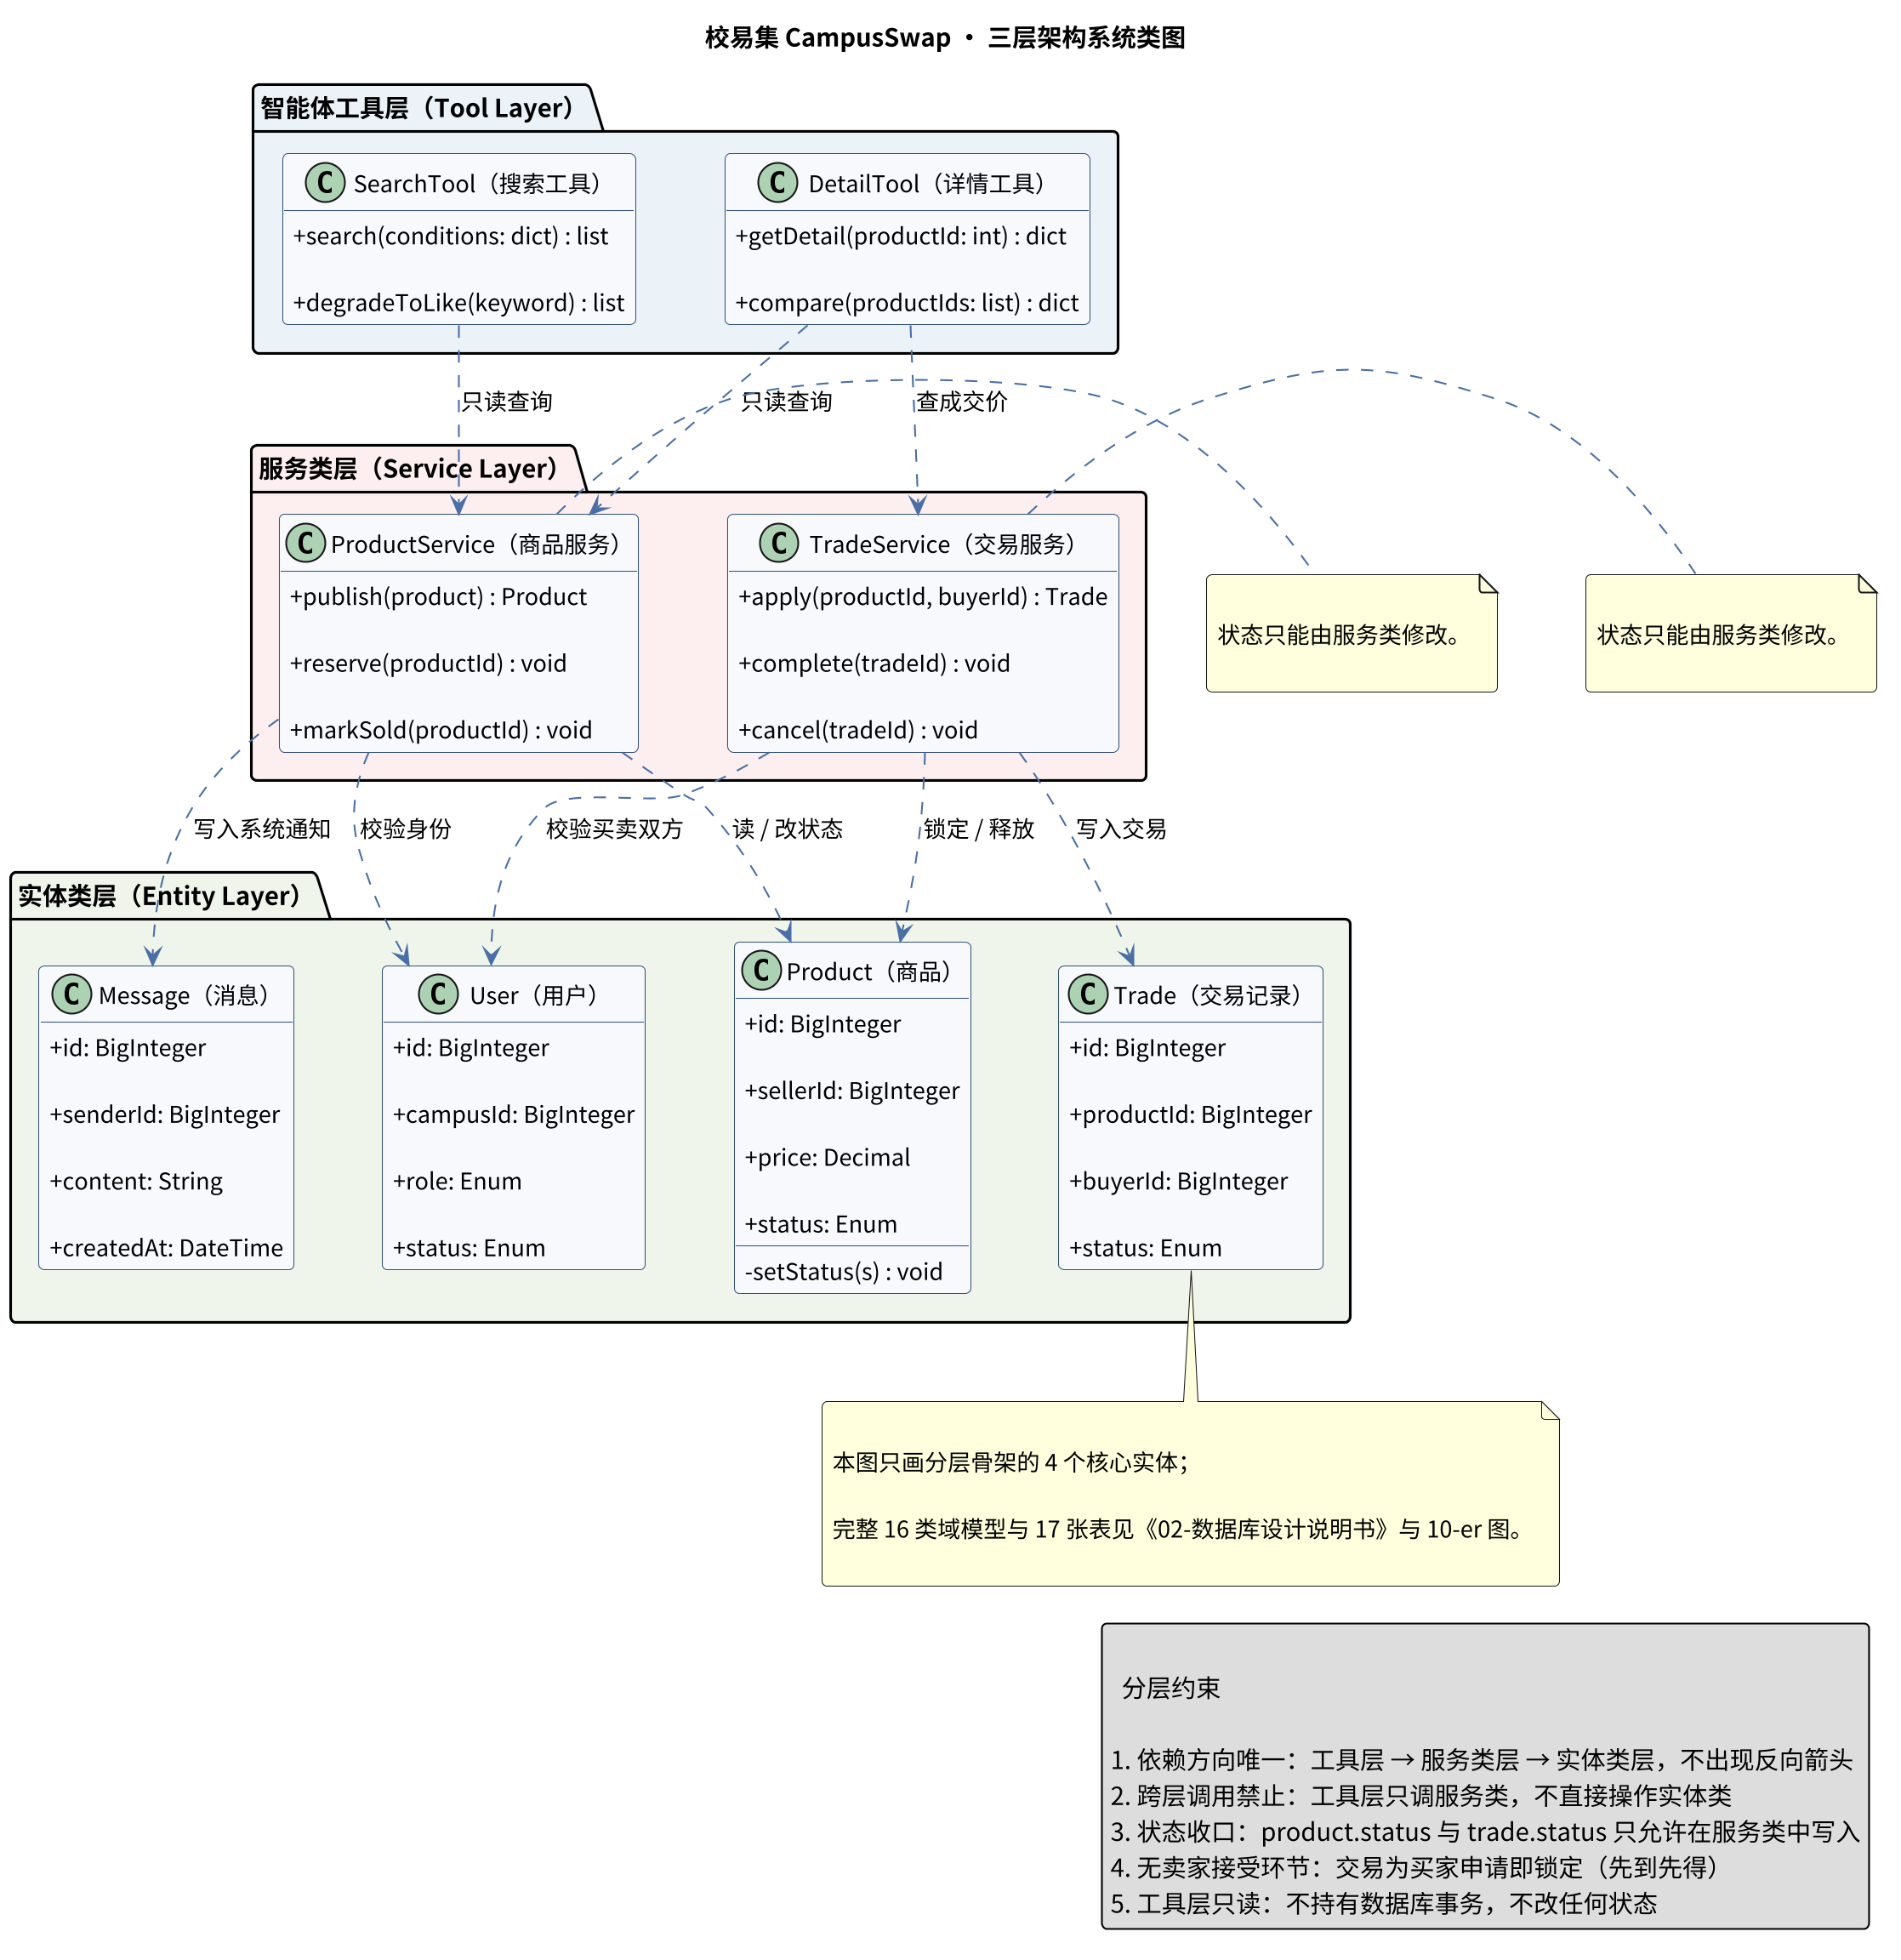 校易集 CampusSwap · 三层架构系统类图
智能体工具层（Tool Layer）
C SearchTool（搜索工具）
+search(conditions: dict) : list
+degradeToLike(keyword) : list
C DetailTool（详情工具）
+getDetail(productId: int) : dict
+compare(productIds: list) : dict
只读查询
只读查询
查成交价
服务类层（Service Layer）
C ProductService（商品服务）
+publish(product) : Product
+reserve(productId) : void
+markSold(productId) : void
C TradeService（交易服务）
+apply(productId, buyerId) : Trade
+complete(tradeId) : void
+cancel(tradeId) : void
状态只能由服务类修改。
状态只能由服务类修改。
写入系统通知
校验身份
校验买卖双方
读 / 改状态
锁定 / 释放
写入交易
实体类层（Entity Layer）
C Message（消息）
+id: BigInteger
+senderId: BigInteger
+content: String
+createdAt: DateTime
C User（用户）
+id: BigInteger
+campusId: BigInteger
+role: Enum
+status: Enum
C Product（商品）
+id: BigInteger
+sellerId: BigInteger
+price: Decimal
+status: Enum
-setStatus(s) : void
C Trade（交易记录）
+id: BigInteger
+productId: BigInteger
+buyerId: BigInteger
+status: Enum
本图只画分层骨架的 4 个核心实体；
完整 16 类域模型与 17 张表见《02-数据库设计说明书》与 10-er 图。
分层约束
1. 依赖方向唯一：工具层 → 服务类层 → 实体类层，不出现反向箭头
2. 跨层调用禁止：工具层只调服务类，不直接操作实体类
3. 状态收口：product.status 与 trade.status 只允许在服务类中写入
4. 无卖家接受环节：交易为买家申请即锁定（先到先得）
5. 工具层只读：不持有数据库事务，不改任何状态